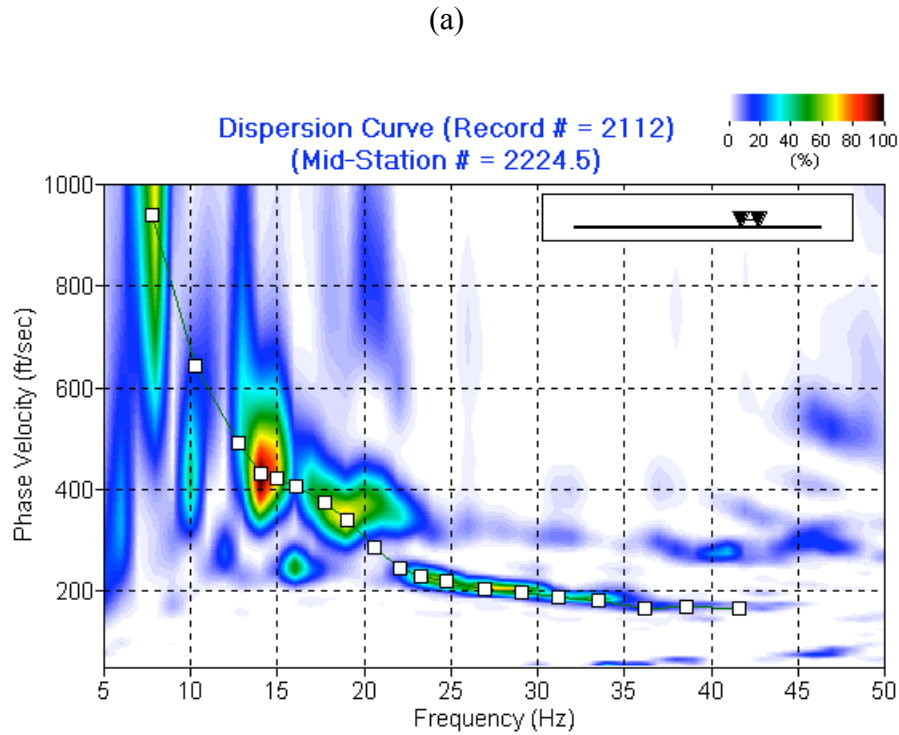 (a)
Dispersion Curve (Record # = 2112)
(Mid-Station # = 2224.5)
0 20 40 60 80 100
(%)
1000
800
600
400
200
Phase Velocity (ft/sec)
5 10 15 20 25 30 35 40 45 50
Frequency (Hz)